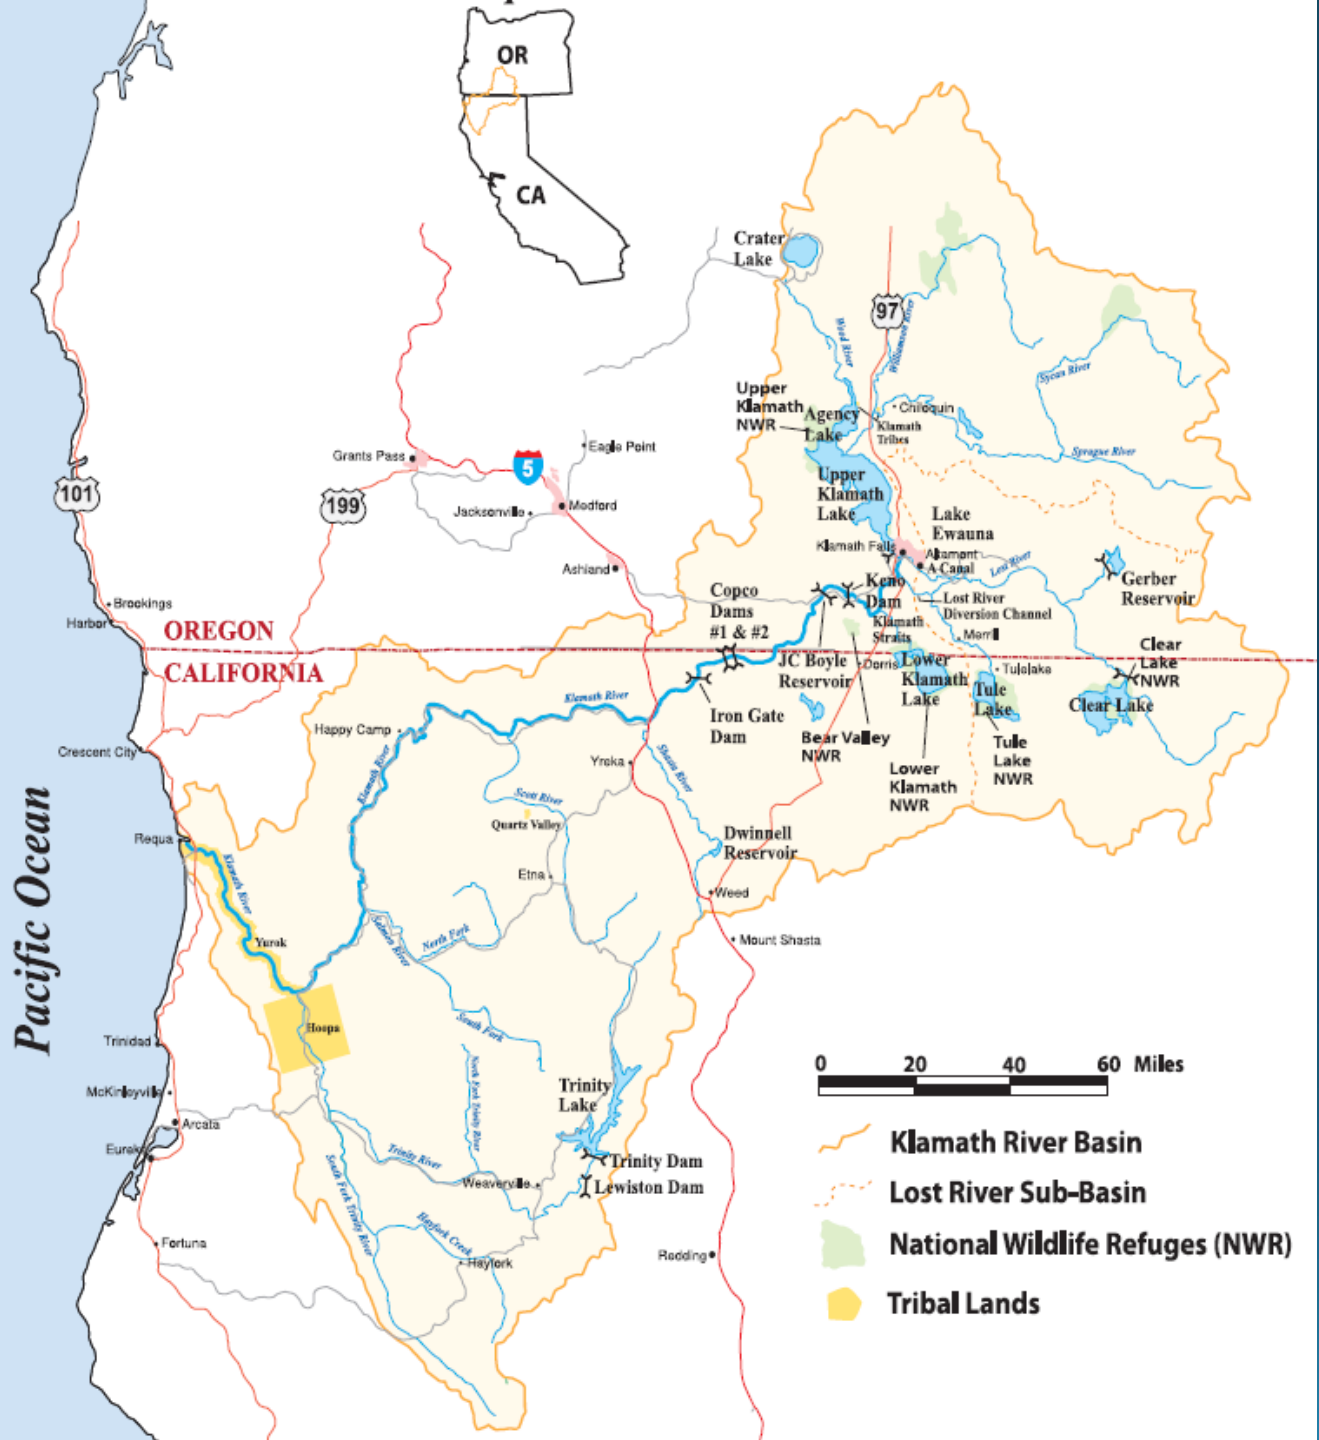 OR
CA
Crater
Lake
97
Wood River
Williamson River
Sycan River
Upper
Klamath
NWR
Agency
Lake
Chiloquin
Klamath
Tribes
Sprague River
Eagle Point
Grants Pass
5
101
199
Jacksonville
Medford
Upper
Klamath
Lake
Lake
Ewauna
Klamath Falls
Altamont
A Canal
Lost River
Ashland
Gerber
Reservoir
Copco
Dams
#1 & #2
Keno
Dam
Lost River
Diversion Channel
Brookings
Harbor
OREGON
CALIFORNIA
Klamath
Straits
Merrill
Clear
Lake
NWR
JC Boyle
Reservoir
Dorris
Lower
Klamath
Lake
Tulelake
Tule
Lake
Clear Lake
Klamath River
Happy Camp
Iron Gate
Dam
Bear Valley
NWR
Tule
Lake
NWR
Crescent City
Yreka
Shasta River
Klamath River
Lower
Klamath
NWR
Scott River
Quartz Valley
Pacific Ocean
Requa
Dwinnell
Reservoir
Klamath River
Etna
Weed
Yurok
Salmon River
North Fork
Mount Shasta
Hoopa
South Fork
Trinidad
0 20 40 60 Miles
McKinleyville
North Fork Trinity River
Trinity
Lake
Arcata
Eureka
Klamath River Basin
Trinity River
Trinity Dam
Weaverville
Lewiston Dam
Lost River Sub-Basin
South Fork Trinity River
Hayfork Creek
Fortuna
Hayfork
Redding
National Wildlife Refuges (NWR)
Tribal Lands